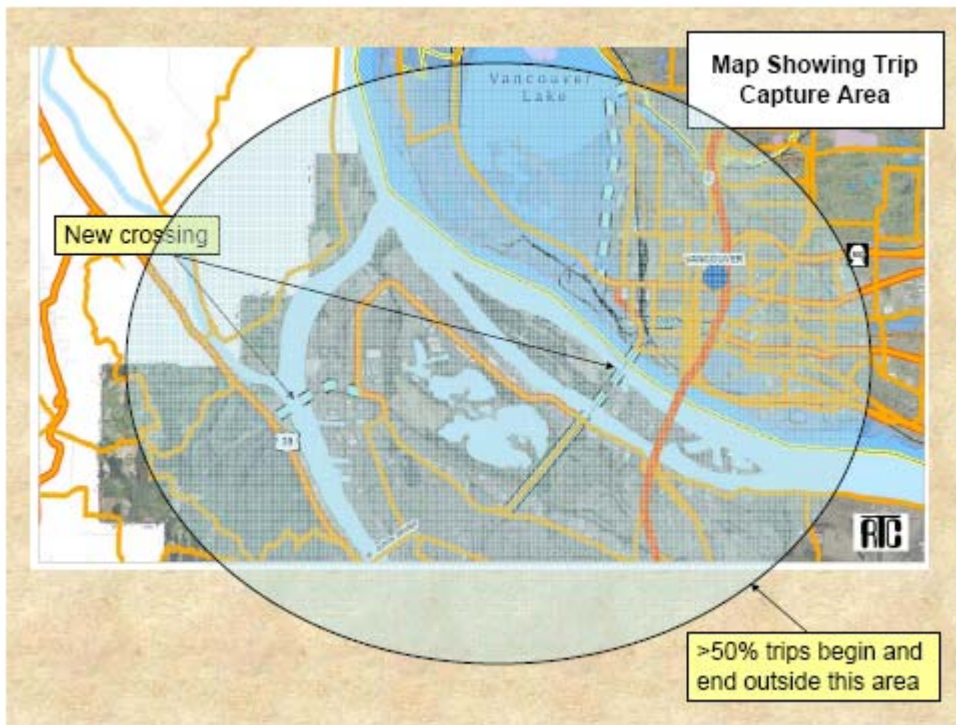 Map Showing Trip
Capture Area
Vancouver
Lake
New crossing
VANCOUVER
RTC
>50% trips begin and
end outside this area